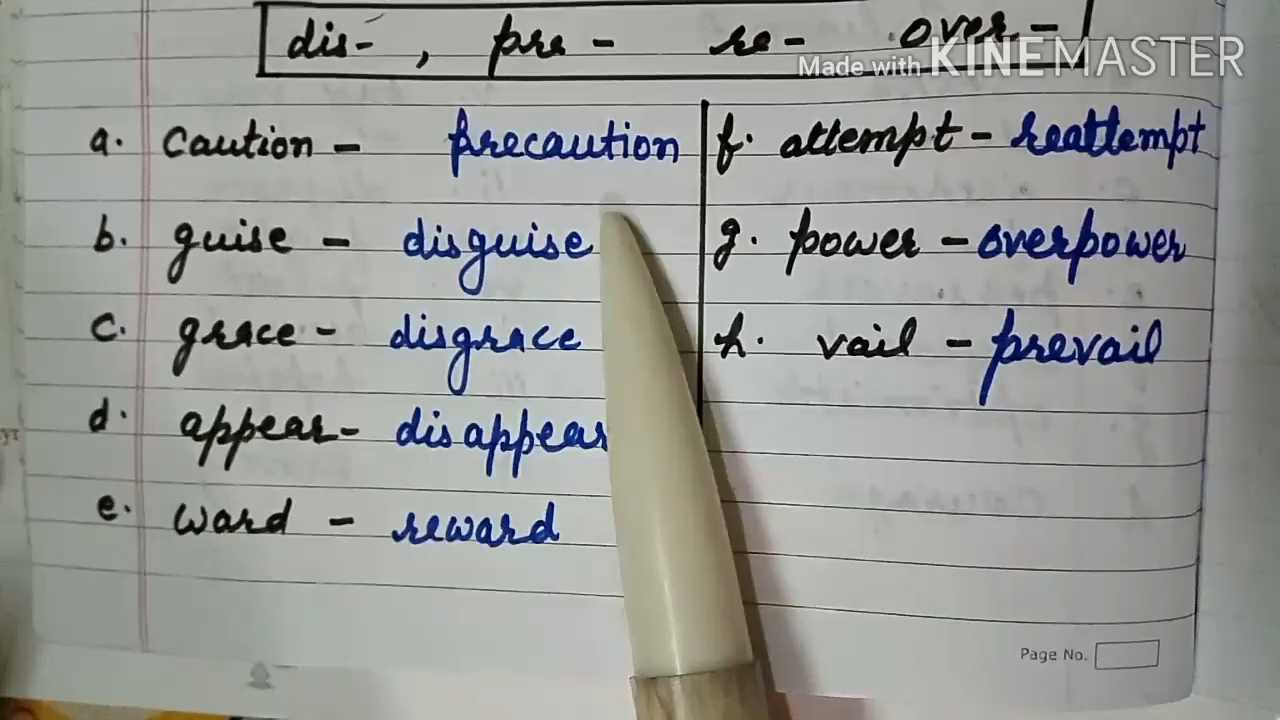 dis- , pre - re - over -
Made with KINEMASTER
a. caution - precaution
b. guise - disguise
c. grace - disgrace
d. appear - disappear
e. ward - reward
f. attempt - reattempt
g. power - overpower
h. vail - prevail
Page No.